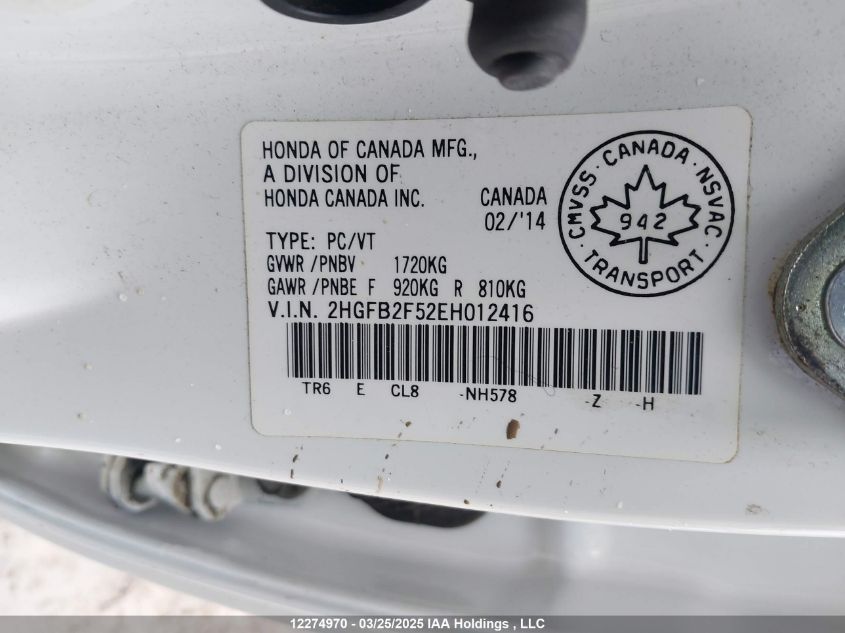 HONDA OF CANADA MFG.,
A DIVISION OF
HONDA CANADA INC. CANADA
02/'14
TYPE: PC/VT
GVWR /PNBV 1720KG
GAWR /PNBE F 920KG R 810KG
V.I.N. 2HGFB2F52EH012416
TR6 E CL8 -NH578 -Z -H
CMVSS · CANADA · NSVAC
942
· TRANSPORT ·
12274970 - 03/25/2025 IAA Holdings , LLC